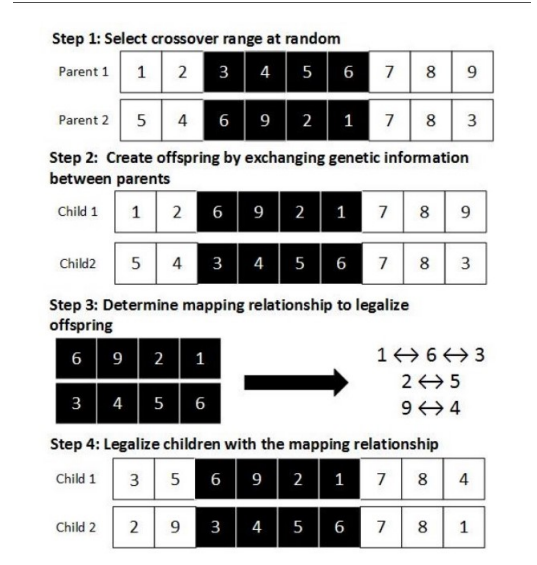 Step 1: Select crossover range at random
Parent 1 1 2 3 4 5 6 7 8 9
Parent 2 5 4 6 9 2 1 7 8 3
Step 2: Create offspring by exchanging genetic information
between parents
Child 1 1 2 6 9 2 1 7 8 9
Child2 5 4 3 4 5 6 7 8 3
Step 3: Determine mapping relationship to legalize
offspring
6 9 2 1
3 4 5 6
1 ↔ 6 ↔ 3
2 ↔ 5
9 ↔ 4
Step 4: Legalize children with the mapping relationship
Child 1 3 5 6 9 2 1 7 8 4
Child 2 2 9 3 4 5 6 7 8 1